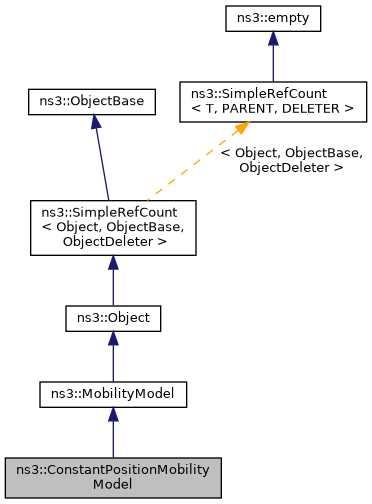 ns3::empty
ns3::SimpleRefCount
< T, PARENT, DELETER >
ns3::ObjectBase
< Object, ObjectBase,
ObjectDeleter >
ns3::SimpleRefCount
< Object, ObjectBase,
ObjectDeleter >
ns3::Object
ns3::MobilityModel
ns3::ConstantPositionMobility
Model